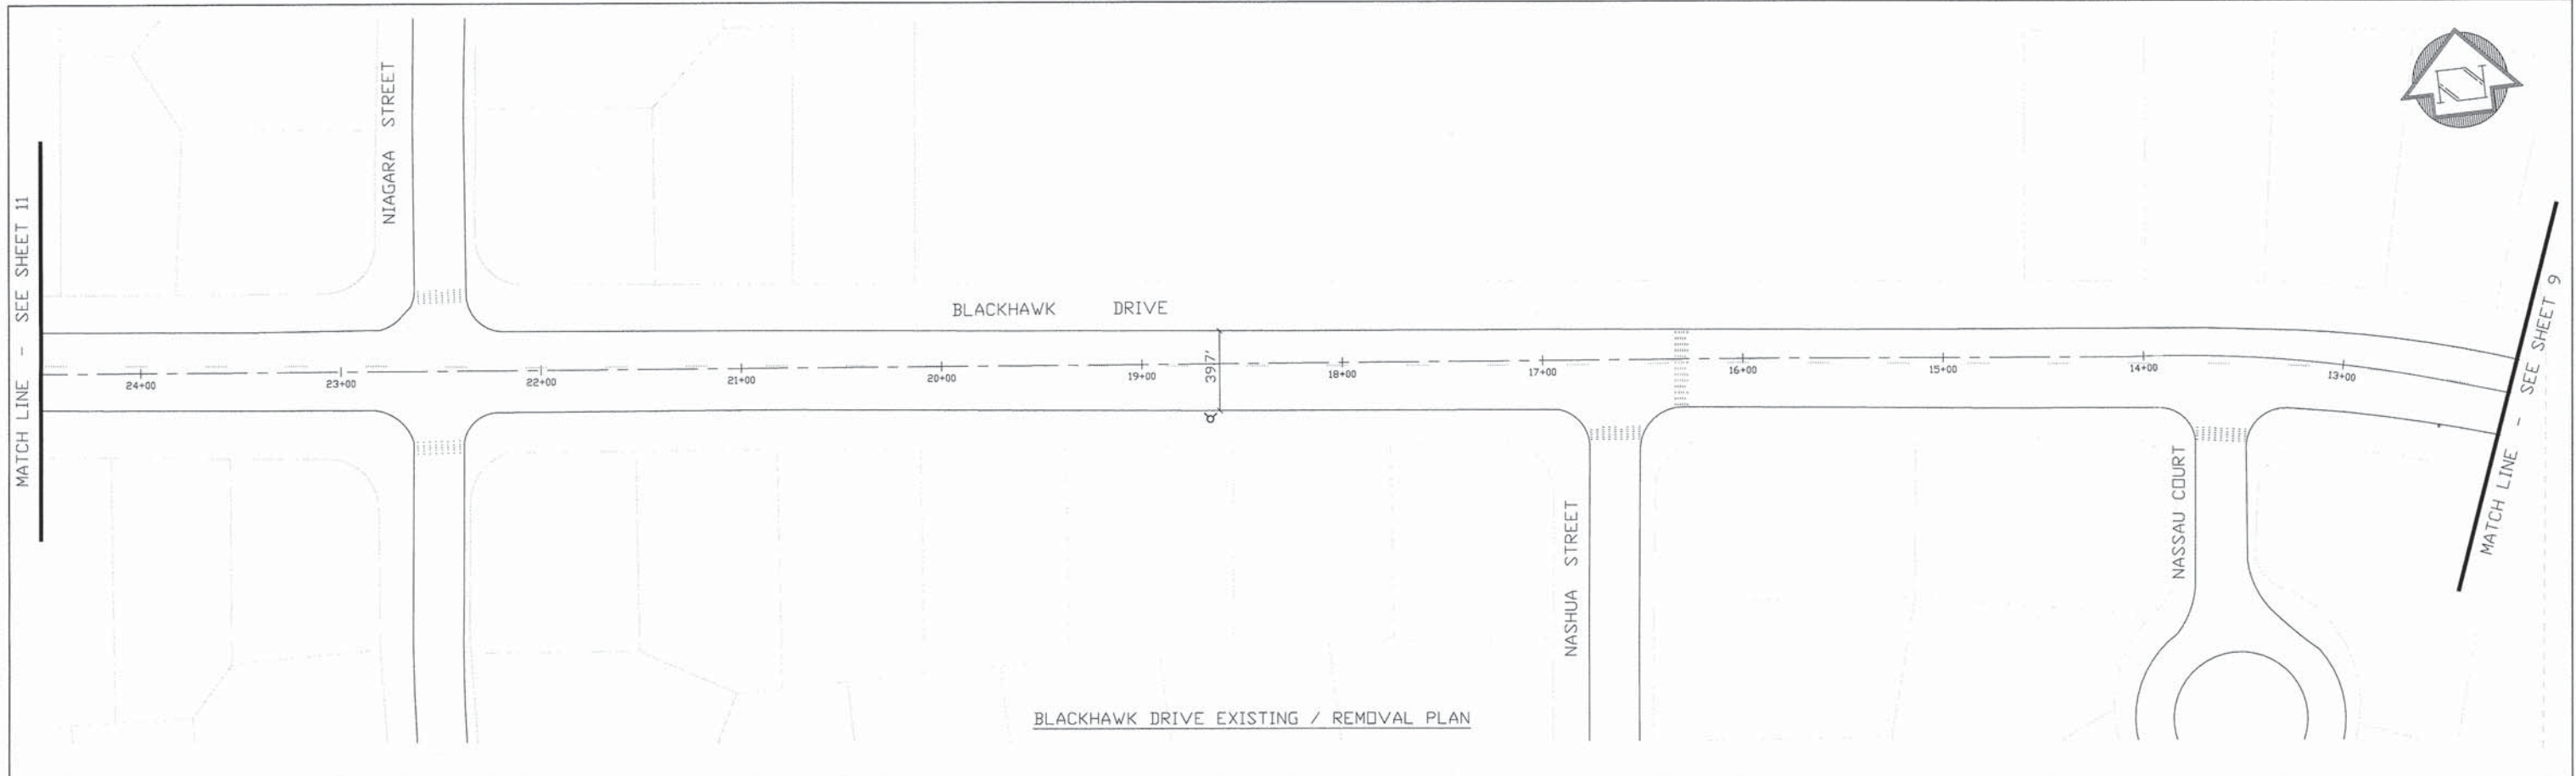 MATCH LINE - SEE SHEET 11
NIAGARA STREET
BLACKHAWK DRIVE
24+00
23+00
22+00
21+00
20+00
19+00
39.7'
18+00
17+00
16+00
15+00
14+00
13+00
NASHUA STREET
NASSAU COURT
MATCH LINE - SEE SHEET 9
N
BLACKHAWK DRIVE EXISTING / REMOVAL PLAN